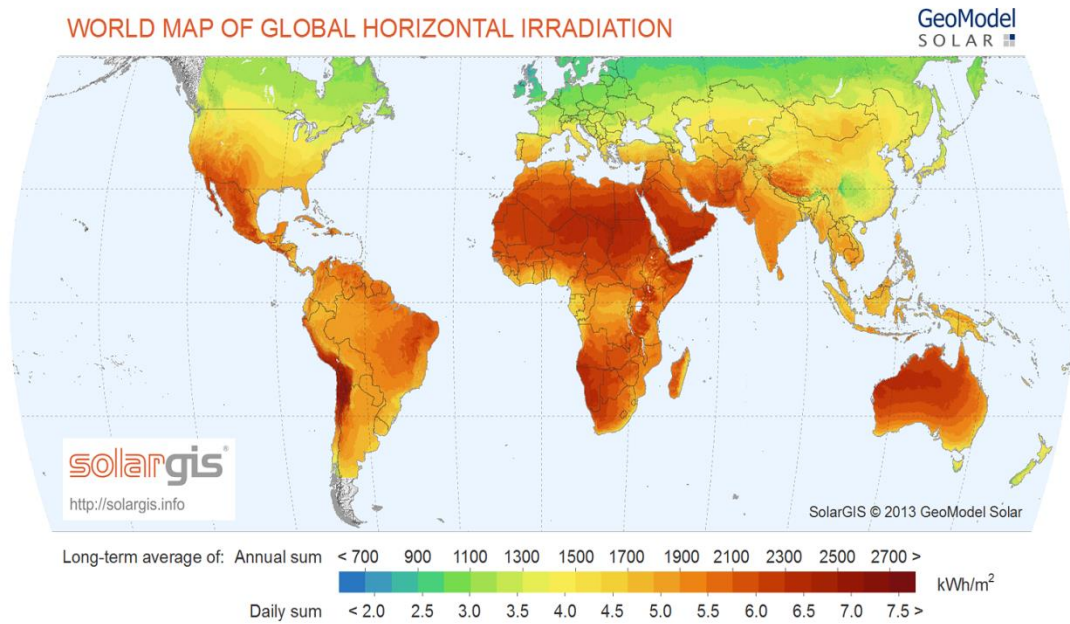 WORLD MAP OF GLOBAL HORIZONTAL IRRADIATION
GeoModel
SOLAR
solargis®
http://solargis.info
SolarGIS © 2013 GeoModel Solar
Long-term average of: Annual sum < 700 900 1100 1300 1500 1700 1900 2100 2300 2500 2700 > kWh/m²
Daily sum < 2.0 2.5 3.0 3.5 4.0 4.5 5.0 5.5 6.0 6.5 7.0 7.5 >